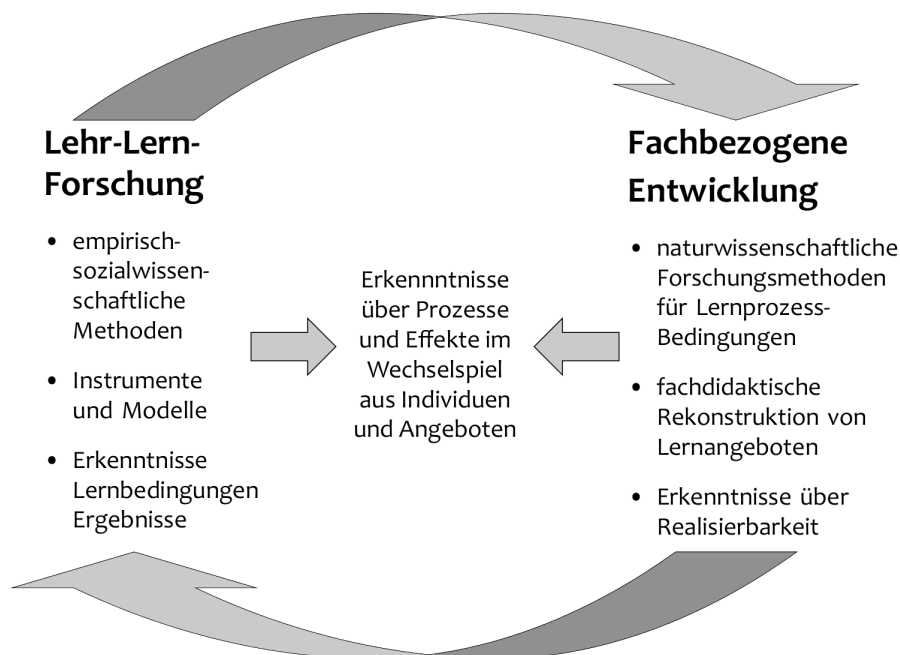 Lehr-Lern-
Forschung
• empirisch-
sozialwissen-
schaftliche
Methoden
• Instrumente
und Modelle
• Erkenntnisse
Lernbedingungen
Ergebnisse
Erkennntnisse
über Prozesse
und Effekte im
Wechselspiel
aus Individuen
und Angeboten
Fachbezogene
Entwicklung
• naturwissenschaftliche
Forschungsmethoden
für Lernprozess-
Bedingungen
• fachdidaktische
Rekonstruktion von
Lernangeboten
• Erkenntnisse über
Realisierbarkeit